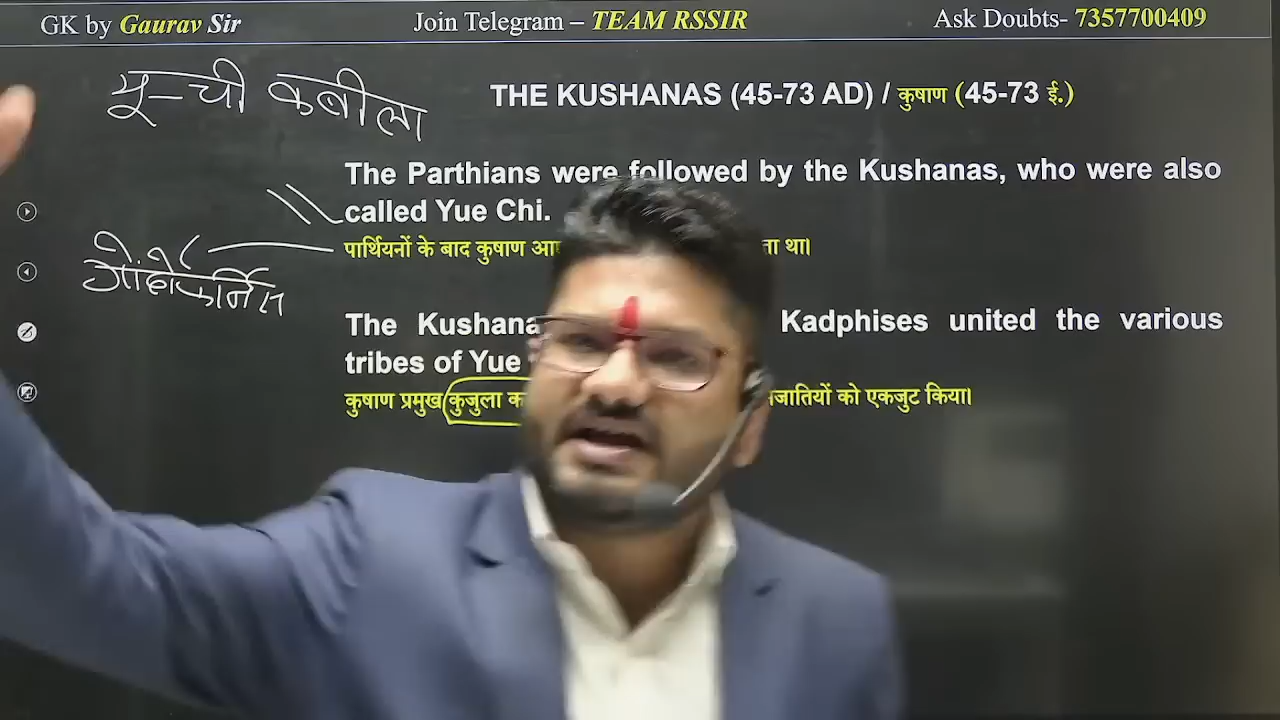 GK by Gaurav Sir
Join Telegram – TEAM RSSIR
Ask Doubts- 7357700409
यू-ची कबीला
THE KUSHANAS (45-73 AD) / कुषाण (45-73 ई.)
The Parthians were followed by the Kushanas, who were also
called Yue Chi.
पार्थियनों के बाद कुषाण ता था।
The Kadphises united the various
tribes of Yue
कुषाण प्रमुख कुजुला को एकजुट किया।